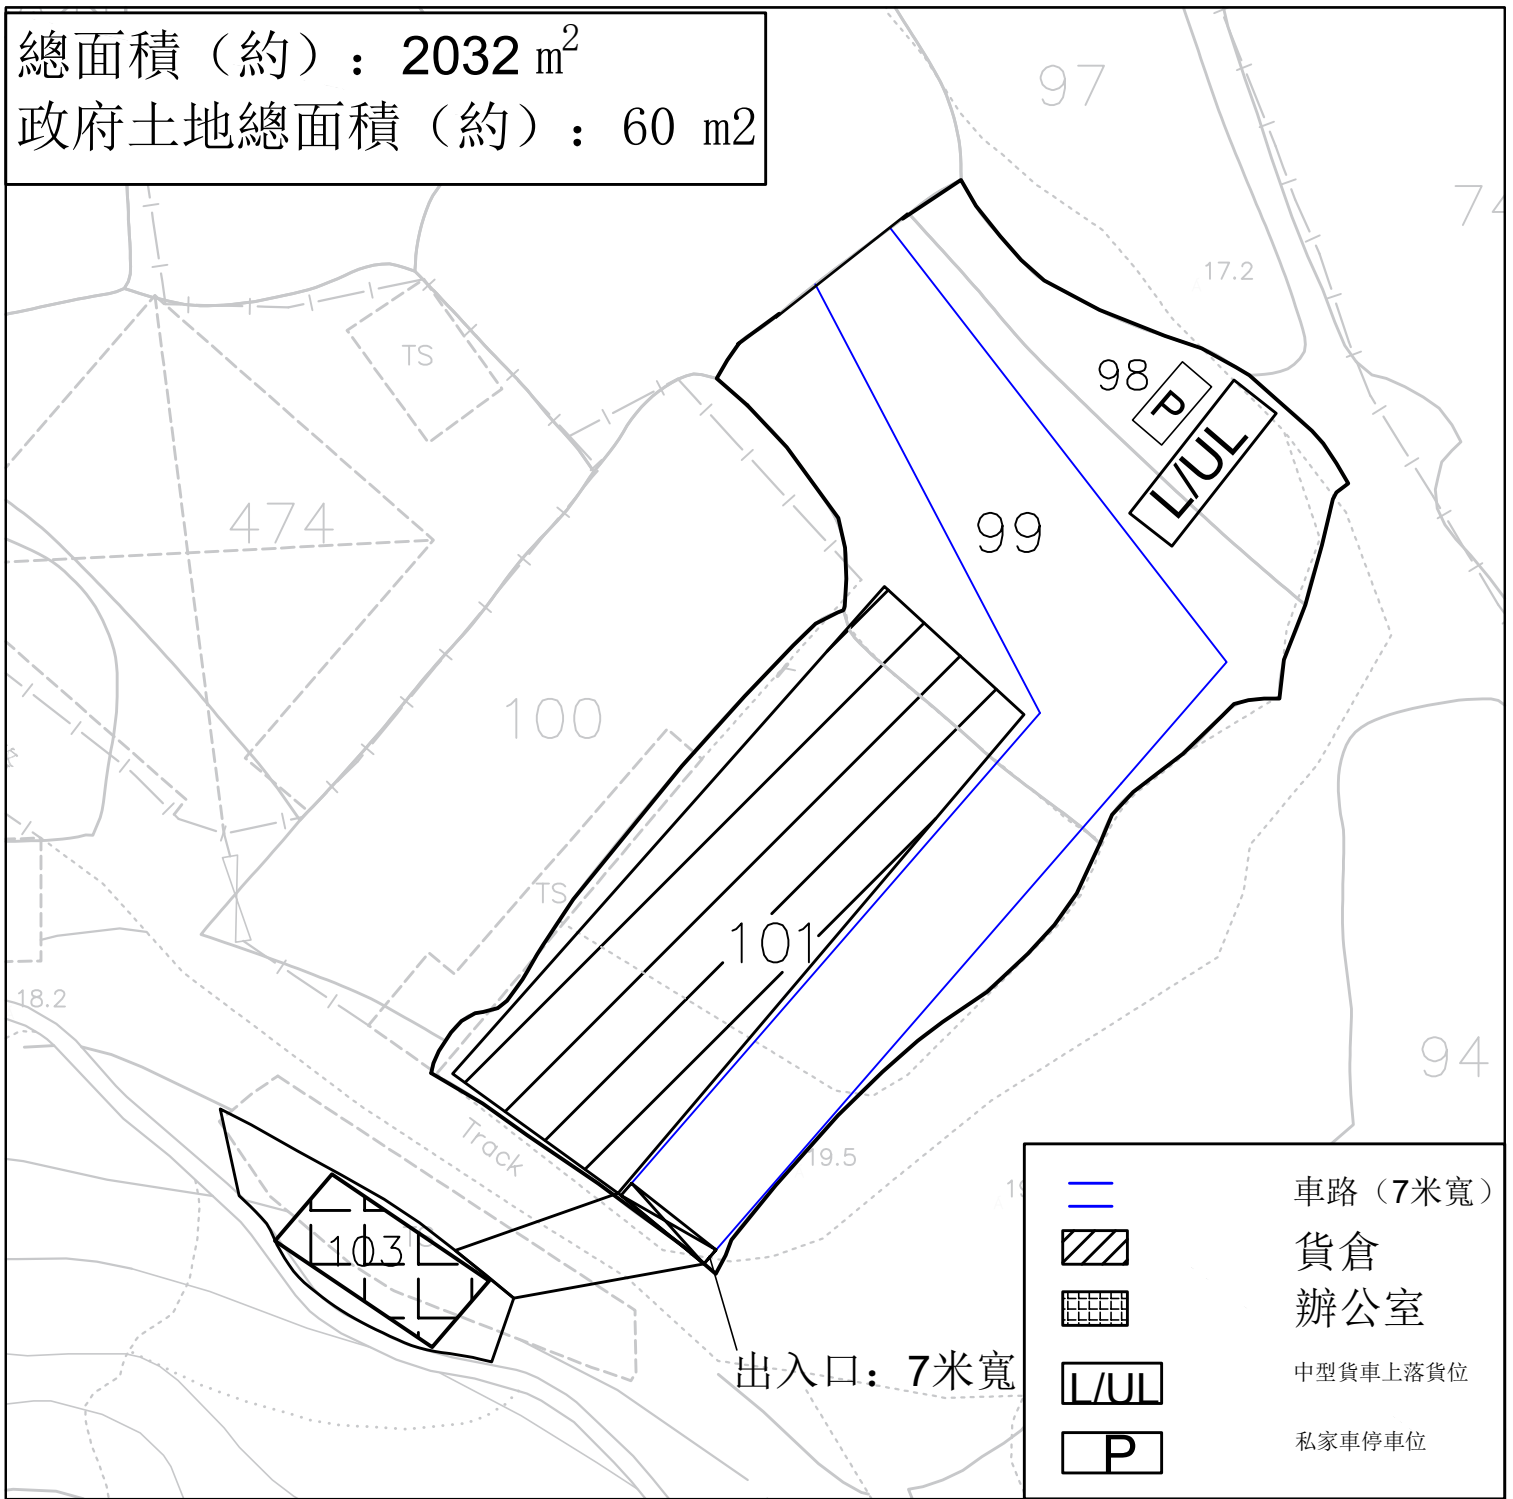 總面積（約）：2032 m²
政府土地總面積（約）：60 m2
97
74
17.2
TS
98
P
L/UL
474
99
100
TS
101
18.2
94
Track
19.5
19
103
出入口：7米寬
車路（7米寬）
貨倉
辦公室
L/UL 中型貨車上落貨位
P 私家車停車位